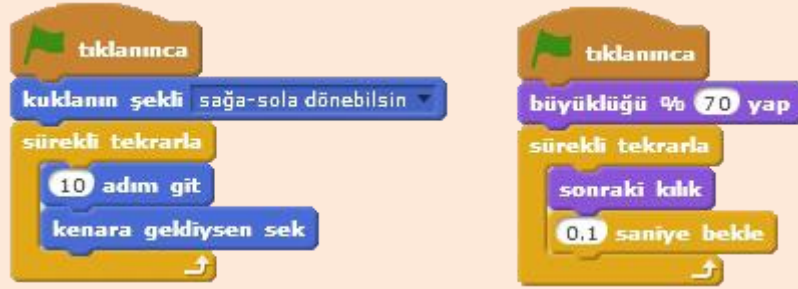 tıklanınca
kuklanın şekli sağa-sola dönebilsin
sürekli tekrarla
10 adım git
kenara geldiysen sek
tıklanınca
büyüklüğü % 70 yap
sürekli tekrarla
sonraki kılık
0.1 saniye bekle